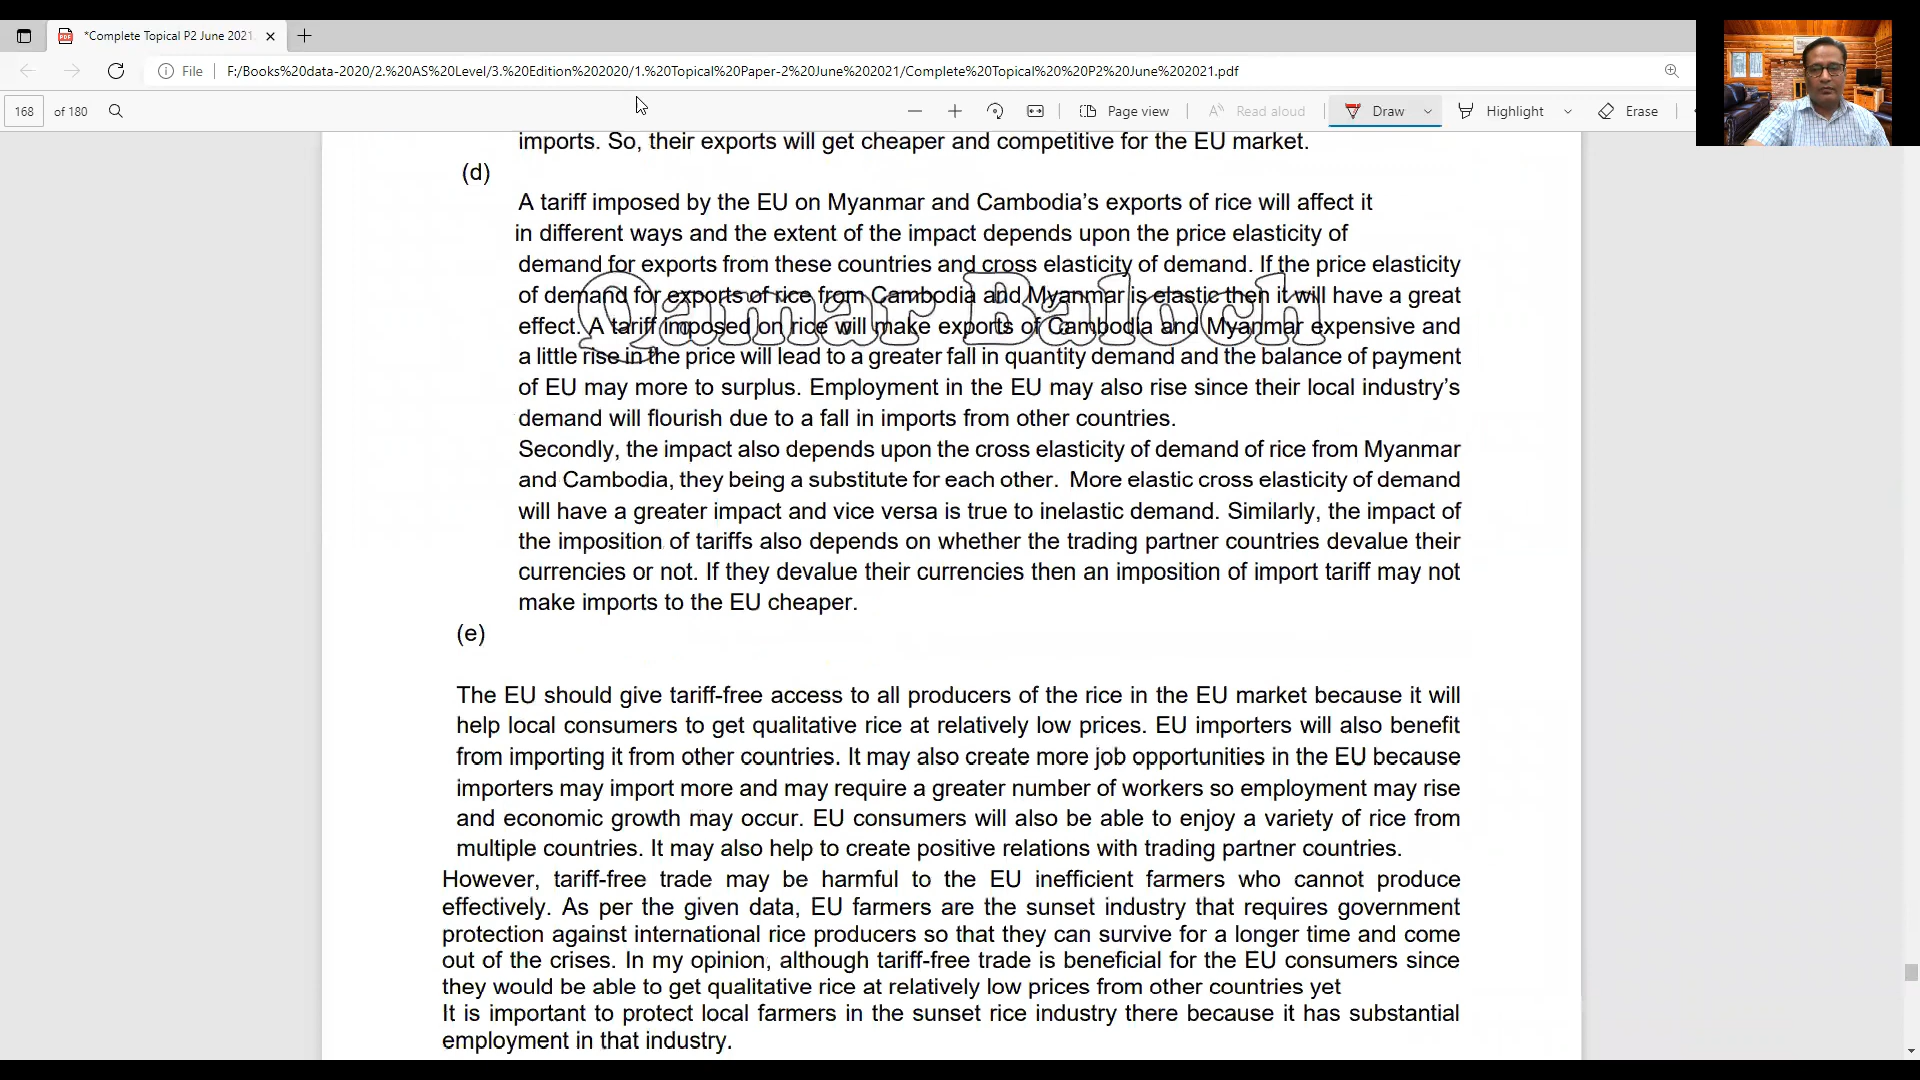 *Complete Topical P2 June 2021
File
F:/Books%20data-2020/2.%20AS%20Level/3.%20Edition%202020/1.%20Topical%20Paper-2%20June%202021/Complete%20Topical%20%20P2%20June%202021.pdf
168 of 180
Page view
Read aloud
Draw
Highlight
Erase
imports. So, their exports will get cheaper and competitive for the EU market.
(d)
A tariff imposed by the EU on Myanmar and Cambodia's exports of rice will affect it
in different ways and the extent of the impact depends upon the price elasticity of
demand for exports from these countries and cross elasticity of demand. If the price elasticity
of demand for exports of rice from Cambodia and Myanmar is elastic then it will have a great
effect. A tariff imposed on rice will make exports of Cambodia and Myanmar expensive and
a little rise in the price will lead to a greater fall in quantity demand and the balance of payment
of EU may more to surplus. Employment in the EU may also rise since their local industry's
demand will flourish due to a fall in imports from other countries.
Secondly, the impact also depends upon the cross elasticity of demand of rice from Myanmar
and Cambodia, they being a substitute for each other. More elastic cross elasticity of demand
will have a greater impact and vice versa is true to inelastic demand. Similarly, the impact of
the imposition of tariffs also depends on whether the trading partner countries devalue their
currencies or not. If they devalue their currencies then an imposition of import tariff may not
make imports to the EU cheaper.
Qamar Baloch
(e)
The EU should give tariff-free access to all producers of the rice in the EU market because it will
help local consumers to get qualitative rice at relatively low prices. EU importers will also benefit
from importing it from other countries. It may also create more job opportunities in the EU because
importers may import more and may require a greater number of workers so employment may rise
and economic growth may occur. EU consumers will also be able to enjoy a variety of rice from
multiple countries. It may also help to create positive relations with trading partner countries.
However, tariff-free trade may be harmful to the EU inefficient farmers who cannot produce
effectively. As per the given data, EU farmers are the sunset industry that requires government
protection against international rice producers so that they can survive for a longer time and come
out of the crises. In my opinion, although tariff-free trade is beneficial for the EU consumers since
they would be able to get qualitative rice at relatively low prices from other countries yet
It is important to protect local farmers in the sunset rice industry there because it has substantial
employment in that industry.